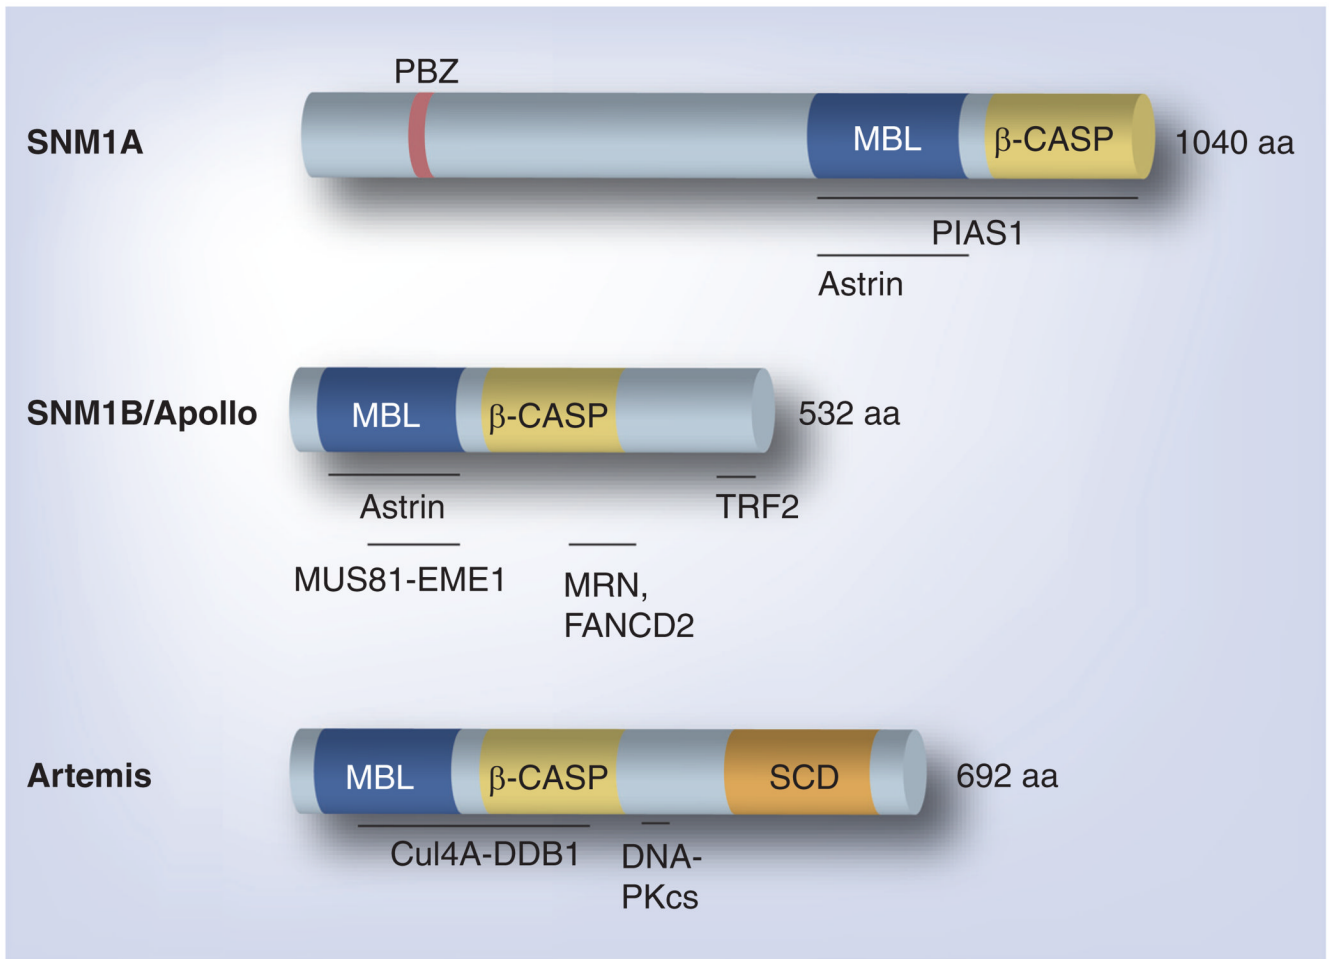 PBZ
SNM1A
MBL
β-CASP
1040 aa
PIAS1
Astrin
SNM1B/Apollo
MBL
β-CASP
532 aa
Astrin
TRF2
MUS81-EME1
MRN,
FANCD2
Artemis
MBL
β-CASP
SCD
692 aa
Cul4A-DDB1
DNA-
PKcs